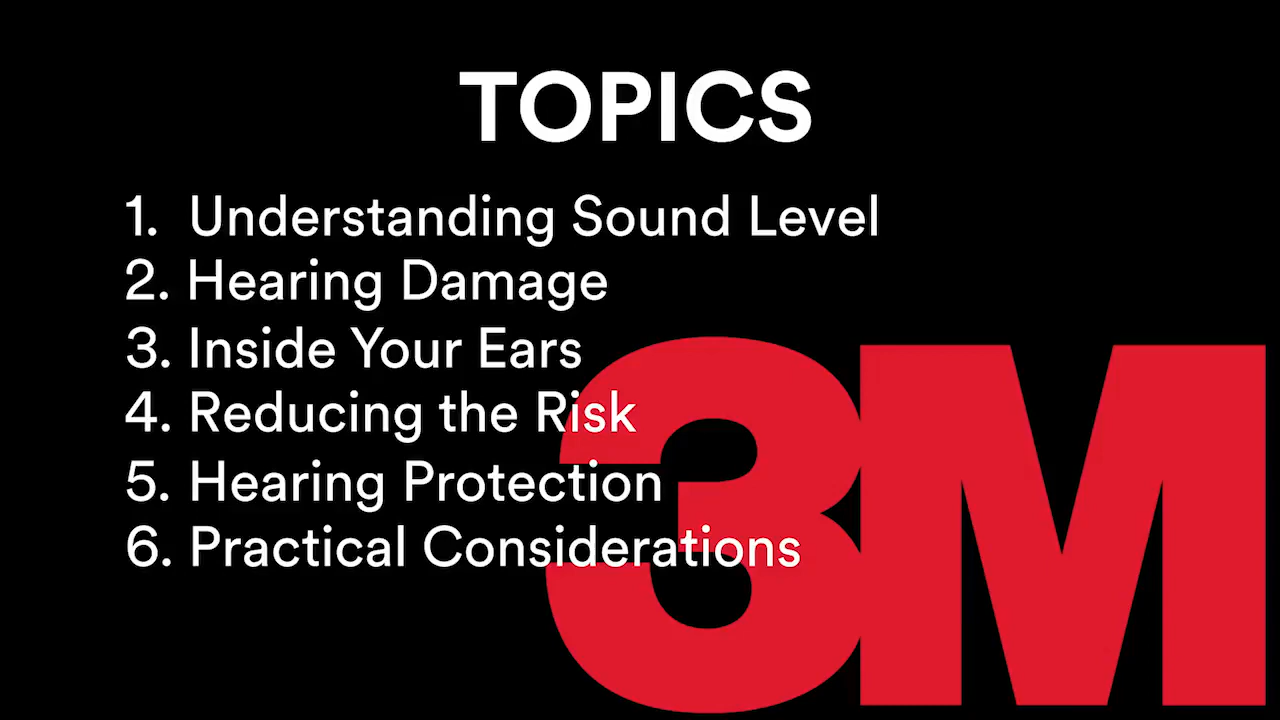 TOPICS
1. Understanding Sound Level
2. Hearing Damage
3. Inside Your Ears
4. Reducing the Risk
5. Hearing Protection
6. Practical Considerations
3M